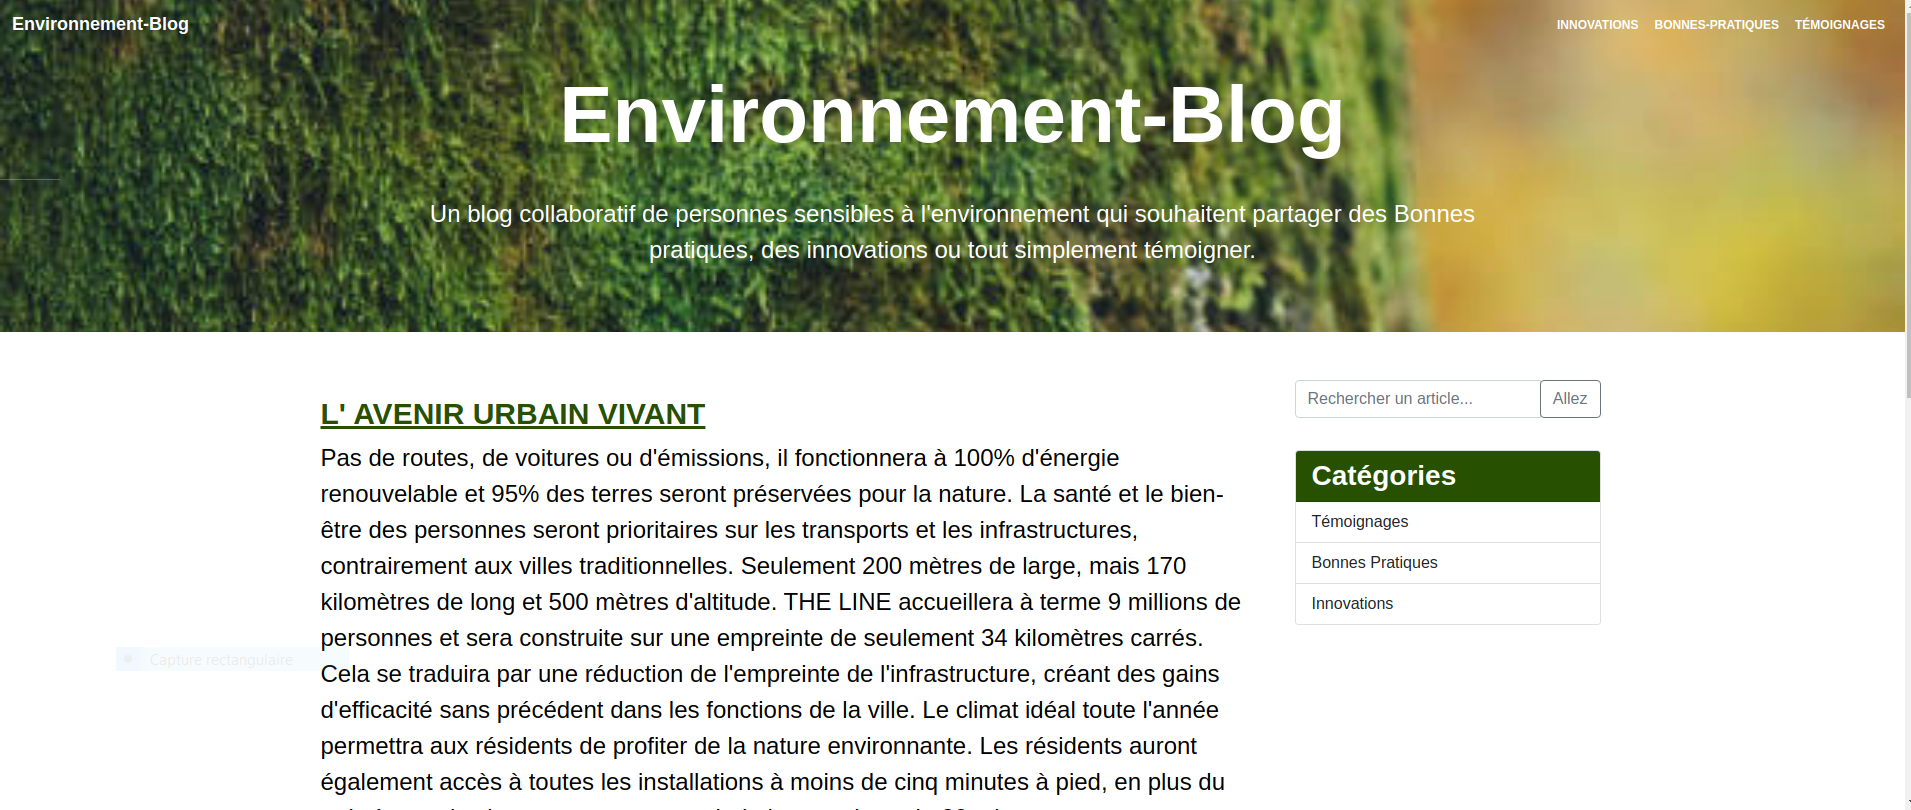 Environnement-Blog
INNOVATIONS BONNES-PRATIQUES TÉMOIGNAGES
Environnement-Blog
Un blog collaboratif de personnes sensibles à l'environnement qui souhaitent partager des Bonnes
pratiques, des innovations ou tout simplement témoigner.
L' AVENIR URBAIN VIVANT
Pas de routes, de voitures ou d'émissions, il fonctionnera à 100% d'énergie
renouvelable et 95% des terres seront préservées pour la nature. La santé et le bien-
être des personnes seront prioritaires sur les transports et les infrastructures,
contrairement aux villes traditionnelles. Seulement 200 mètres de large, mais 170
kilomètres de long et 500 mètres d'altitude. THE LINE accueillera à terme 9 millions de
personnes et sera construite sur une empreinte de seulement 34 kilomètres carrés.
Cela se traduira par une réduction de l'empreinte de l'infrastructure, créant des gains
d'efficacité sans précédent dans les fonctions de la ville. Le climat idéal toute l'année
permettra aux résidents de profiter de la nature environnante. Les résidents auront
également accès à toutes les installations à moins de cinq minutes à pied, en plus du
Rechercher un article... Allez
Catégories
Témoignages
Bonnes Pratiques
Innovations
Capture rectangulaire